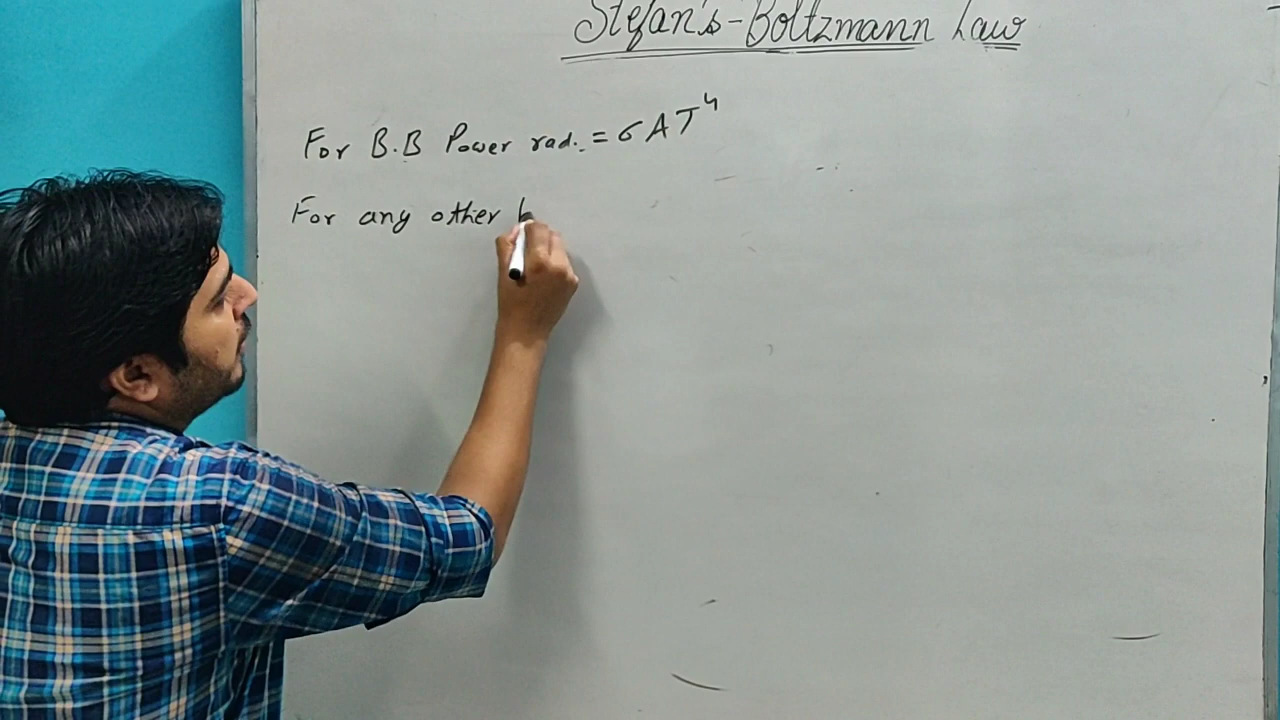 Stefan's-Boltzmann Law
For B.B Power rad. = σAT⁴
For any other